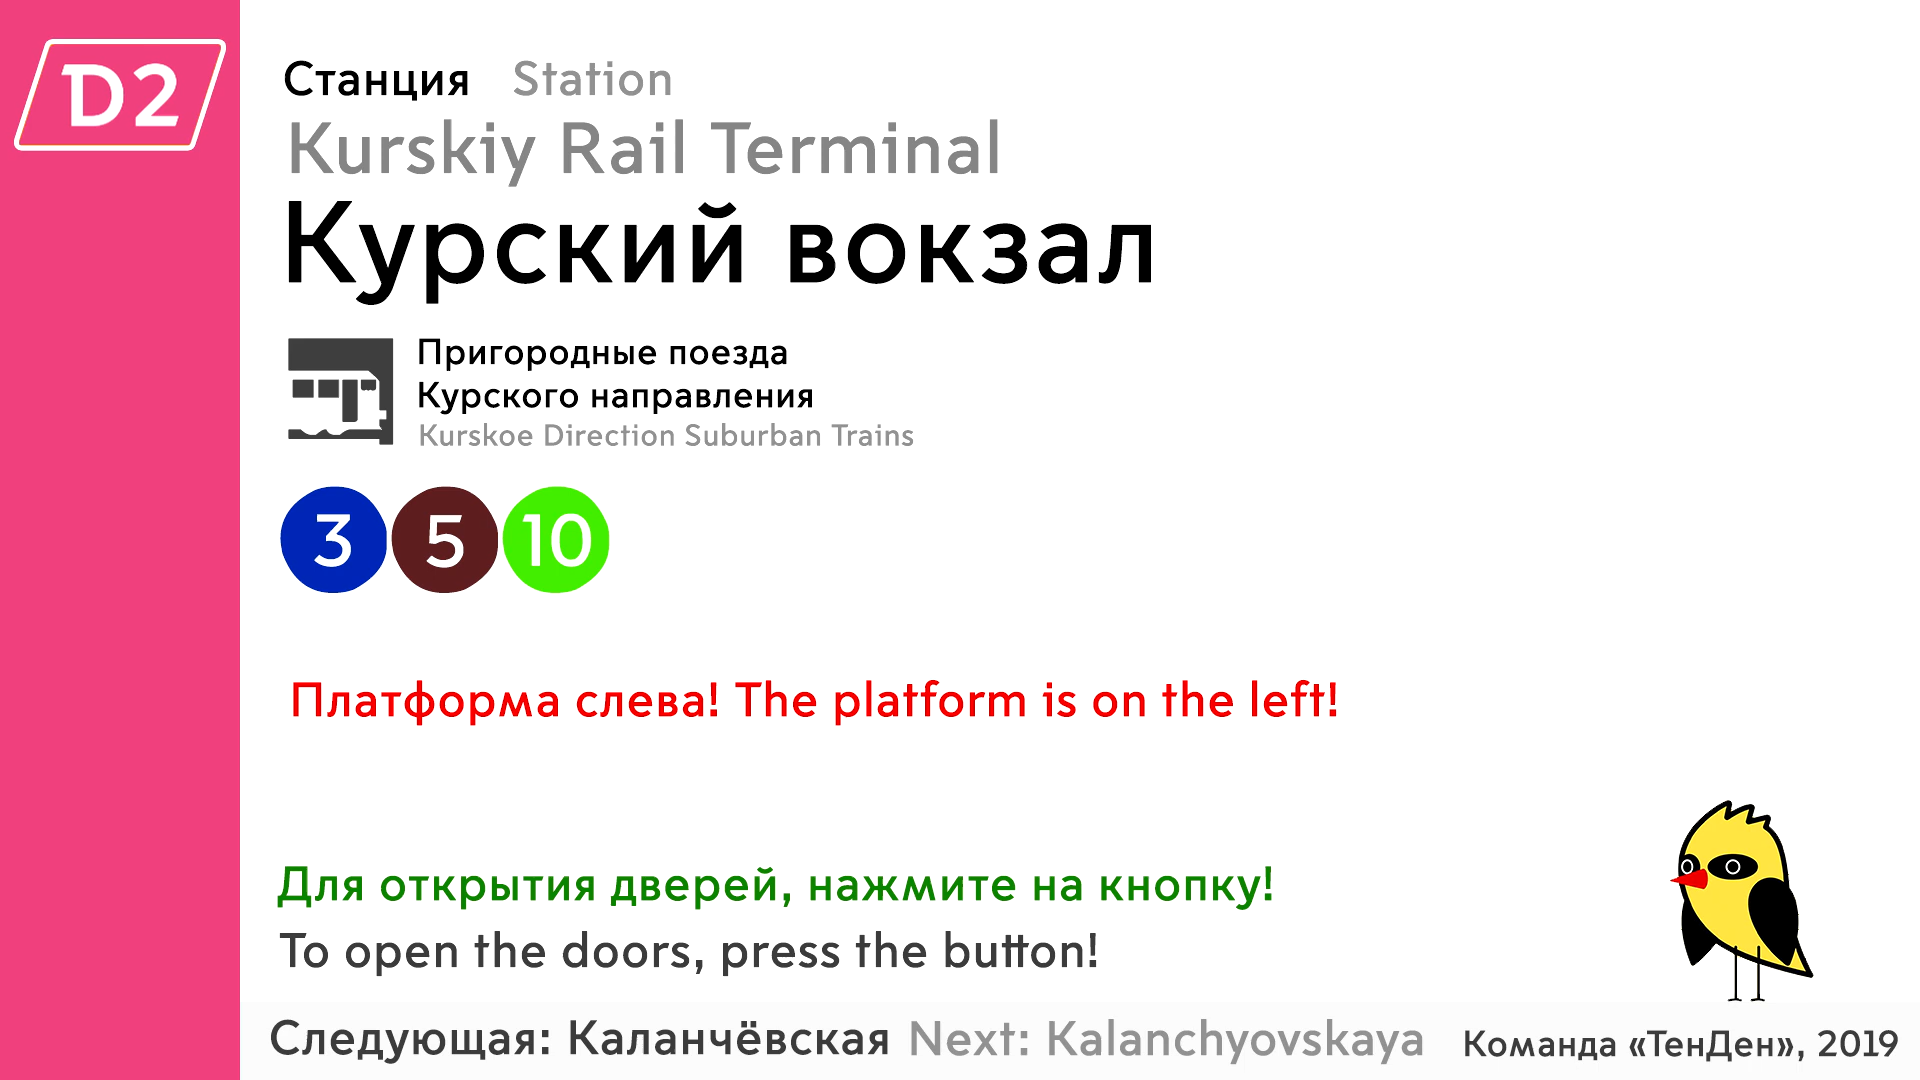 D2
Станция Station
Kurskiy Rail Terminal
Курский вокзал
Пригородные поезда
Курского направления
Kurskoe Direction Suburban Trains
3 5 10
Платформа слева! The platform is on the left!
Для открытия дверей, нажмите на кнопку!
To open the doors, press the button!
Следующая: Каланчёвская Next: Kalanchyovskaya Команда «ТенДен», 2019